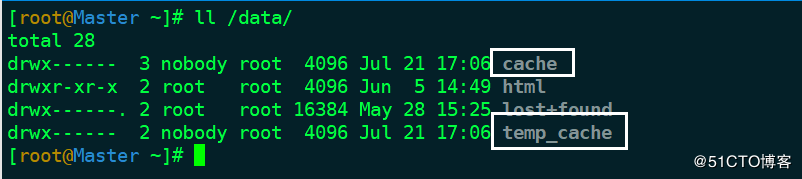 [root@Master ~]# ll /data/
total 28
drwx------  3 nobody root  4096 Jul 21 17:06 cache
drwxr-xr-x  2 root   root  4096 Jun  5 14:49 html
drwx------. 2 root   root 16384 May 28 15:25 lost+found
drwx------  2 nobody root  4096 Jul 21 17:06 temp_cache
[root@Master ~]#
@51CTO博客